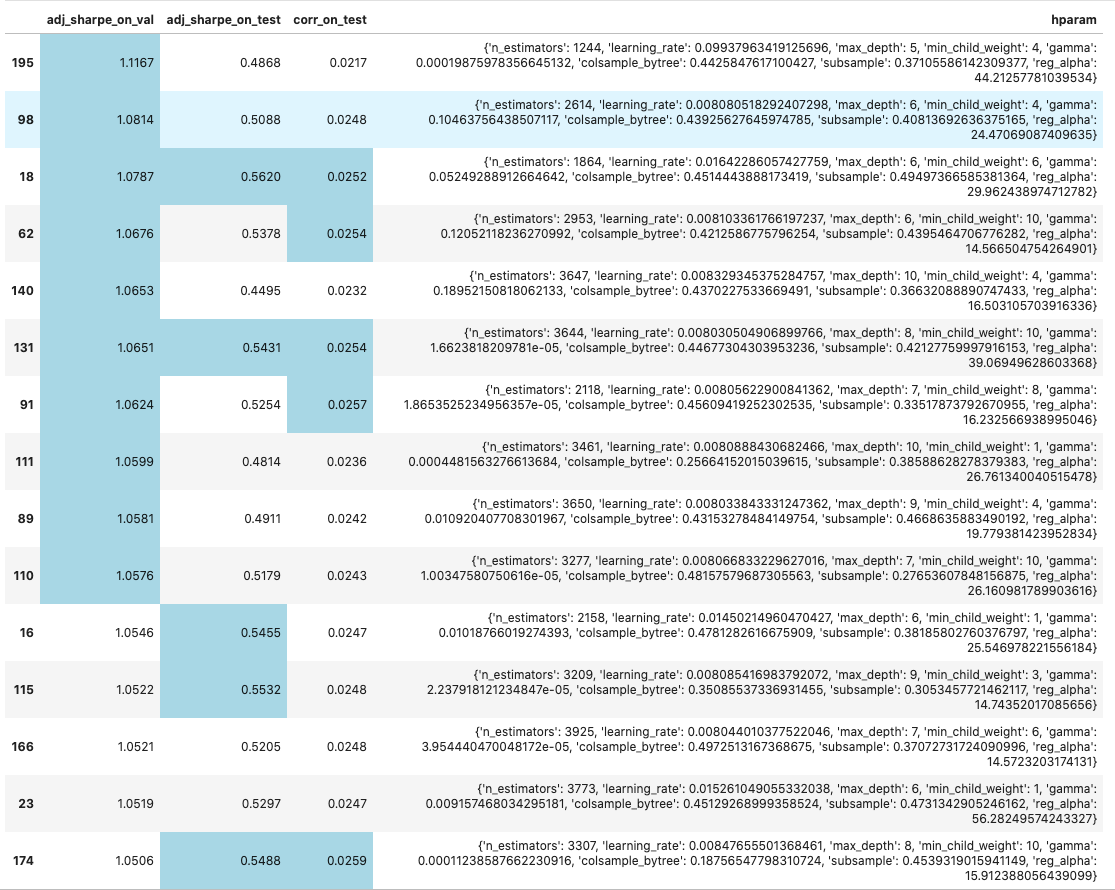 adj_sharpe_on_val adj_sharpe_on_test corr_on_test hparam
195 1.1167 0.4868 0.0217 {'n_estimators': 1244, 'learning_rate': 0.09937963419125696, 'max_depth': 5, 'min_child_weight': 4, 'gamma':
0.00019875978356645132, 'colsample_bytree': 0.4425847617100427, 'subsample': 0.37105586142309377, 'reg_alpha':
44.21257781039534}
98 1.0814 0.5088 0.0248 {'n_estimators': 2614, 'learning_rate': 0.008080518292407298, 'max_depth': 6, 'min_child_weight': 4, 'gamma':
0.10463756438507117, 'colsample_bytree': 0.43925627645974785, 'subsample': 0.40813692636375165, 'reg_alpha':
24.47069087409635}
18 1.0787 0.5620 0.0252 {'n_estimators': 1864, 'learning_rate': 0.01642286057427759, 'max_depth': 6, 'min_child_weight': 6, 'gamma':
0.05249288912664642, 'colsample_bytree': 0.4514443888173419, 'subsample': 0.49497366585381364, 'reg_alpha':
29.962438974712782}
62 1.0676 0.5378 0.0254 {'n_estimators': 2953, 'learning_rate': 0.008103361766197237, 'max_depth': 6, 'min_child_weight': 10, 'gamma':
0.12052118236270992, 'colsample_bytree': 0.4212586775796254, 'subsample': 0.4395464706776282, 'reg_alpha':
14.566504754264901}
140 1.0653 0.4495 0.0232 {'n_estimators': 3647, 'learning_rate': 0.008329345375284757, 'max_depth': 10, 'min_child_weight': 4, 'gamma':
0.18952150818062133, 'colsample_bytree': 0.4370227533669491, 'subsample': 0.36632088890747433, 'reg_alpha':
16.503105703916336}
131 1.0651 0.5431 0.0254 {'n_estimators': 3644, 'learning_rate': 0.008030504906899766, 'max_depth': 8, 'min_child_weight': 10, 'gamma':
1.6623818209781e-05, 'colsample_bytree': 0.44677304303953236, 'subsample': 0.42127759997916153, 'reg_alpha':
39.06949628603368}
91 1.0624 0.5254 0.0257 {'n_estimators': 2118, 'learning_rate': 0.00805622900841362, 'max_depth': 7, 'min_child_weight': 8, 'gamma':
1.8653525234956357e-05, 'colsample_bytree': 0.45609419252302535, 'subsample': 0.33517873792670955, 'reg_alpha':
16.232566938995046}
111 1.0599 0.4814 0.0236 {'n_estimators': 3461, 'learning_rate': 0.0080888430682466, 'max_depth': 10, 'min_child_weight': 1, 'gamma':
0.0004481563276613684, 'colsample_bytree': 0.25664152015039615, 'subsample': 0.38588628278379383, 'reg_alpha':
26.761340040515478}
89 1.0581 0.4911 0.0242 {'n_estimators': 3650, 'learning_rate': 0.008033843331247362, 'max_depth': 9, 'min_child_weight': 4, 'gamma':
0.010920407708301967, 'colsample_bytree': 0.43153278484149754, 'subsample': 0.4668635883490192, 'reg_alpha':
19.779381423952834}
110 1.0576 0.5179 0.0243 {'n_estimators': 3277, 'learning_rate': 0.008066833229627016, 'max_depth': 7, 'min_child_weight': 10, 'gamma':
1.00347580750616e-05, 'colsample_bytree': 0.48157579687305563, 'subsample': 0.27653607848156875, 'reg_alpha':
26.160981789903616}
16 1.0546 0.5455 0.0247 {'n_estimators': 2158, 'learning_rate': 0.01450214960470427, 'max_depth': 6, 'min_child_weight': 1, 'gamma':
0.01018766019274393, 'colsample_bytree': 0.4781282616675909, 'subsample': 0.38185802760376797, 'reg_alpha':
25.546978221556184}
115 1.0522 0.5532 0.0248 {'n_estimators': 3209, 'learning_rate': 0.008085416983792072, 'max_depth': 9, 'min_child_weight': 3, 'gamma':
2.237918121234847e-05, 'colsample_bytree': 0.35085537336931455, 'subsample': 0.3053457721462117, 'reg_alpha':
14.74352017085656}
166 1.0521 0.5205 0.0248 {'n_estimators': 3925, 'learning_rate': 0.008044010377522046, 'max_depth': 7, 'min_child_weight': 6, 'gamma':
3.954440470048172e-05, 'colsample_bytree': 0.4972513167368675, 'subsample': 0.37072731724090996, 'reg_alpha':
14.5723203174131}
23 1.0519 0.5297 0.0247 {'n_estimators': 3773, 'learning_rate': 0.015261049055332038, 'max_depth': 6, 'min_child_weight': 1, 'gamma':
0.009157468034295181, 'colsample_bytree': 0.45129268999358524, 'subsample': 0.4731342905246162, 'reg_alpha':
56.28249574243327}
174 1.0506 0.5488 0.0259 {'n_estimators': 3307, 'learning_rate': 0.00847655501368461, 'max_depth': 8, 'min_child_weight': 10, 'gamma':
0.00011238587662230916, 'colsample_bytree': 0.18756547798310724, 'subsample': 0.4539319015941149, 'reg_alpha':
15.912388056439099}